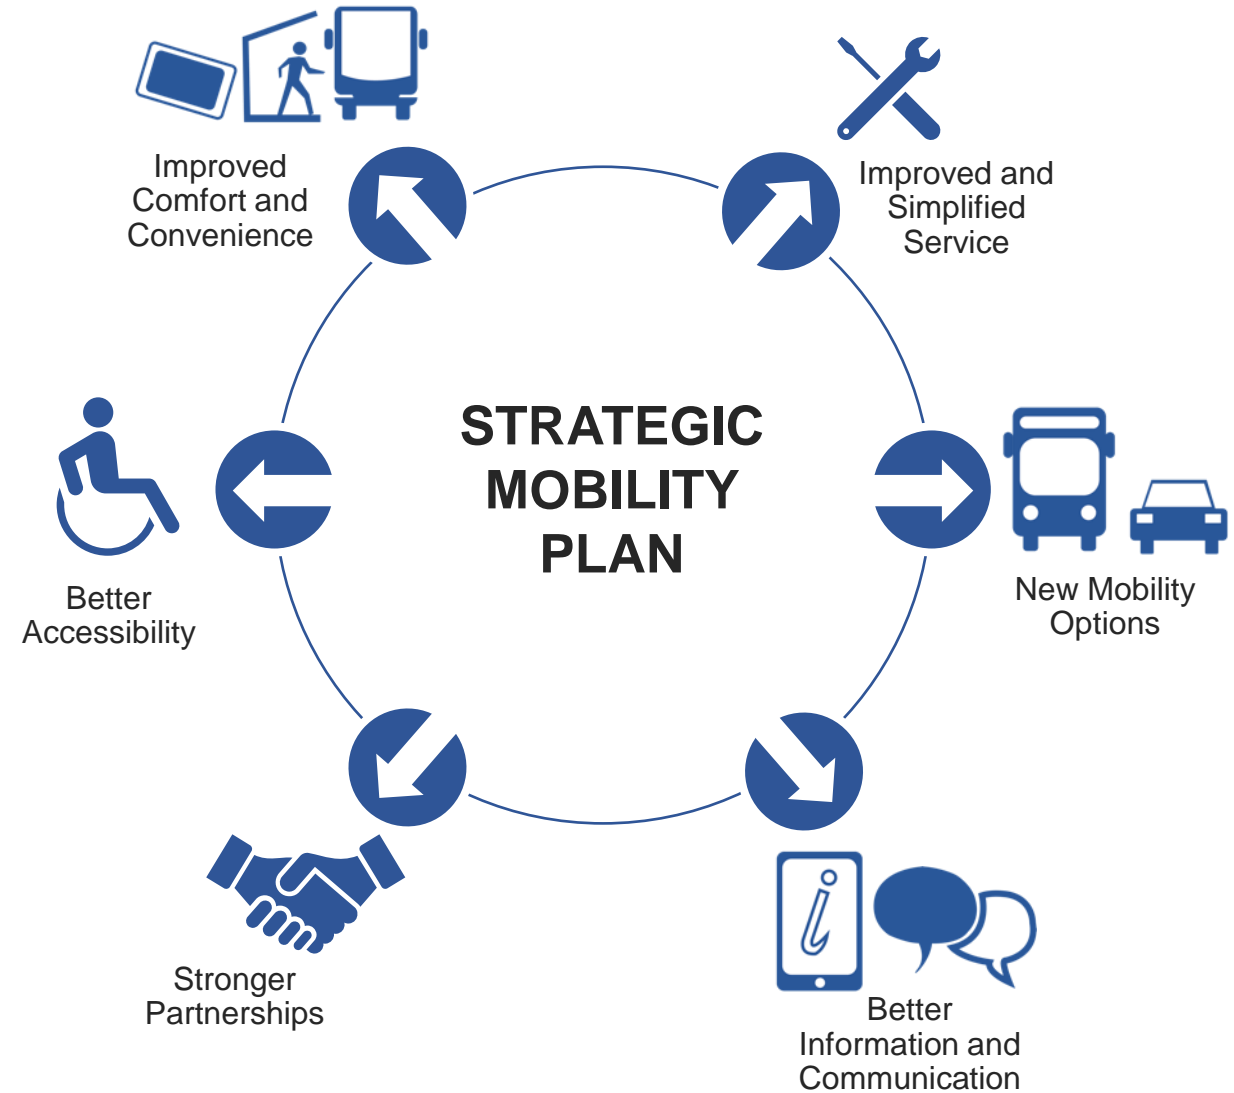 Improved
Comfort and
Convenience
Improved and
Simplified
Service
STRATEGIC
MOBILITY
PLAN
Better
Accessibility
New Mobility
Options
Stronger
Partnerships
i
Better
Information and
Communication